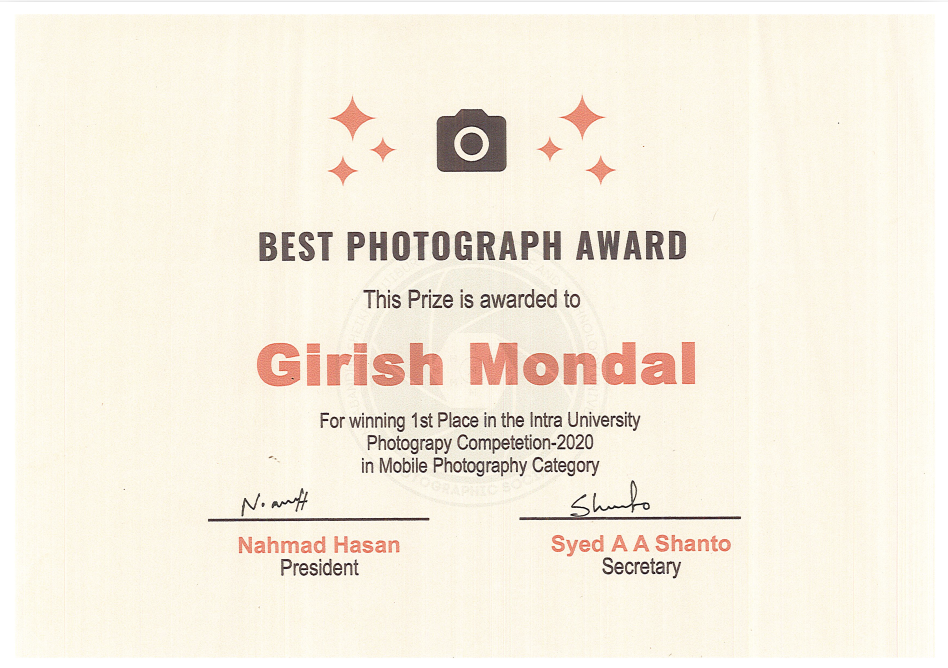 BEST PHOTOGRAPH AWARD
This Prize is awarded to
Girish Mondal
For winning 1st Place in the Intra University
Photograpy Competetion-2020
in Mobile Photography Category
Shanto
Nahmad Hasan
Syed A A Shanto
President
Secretary